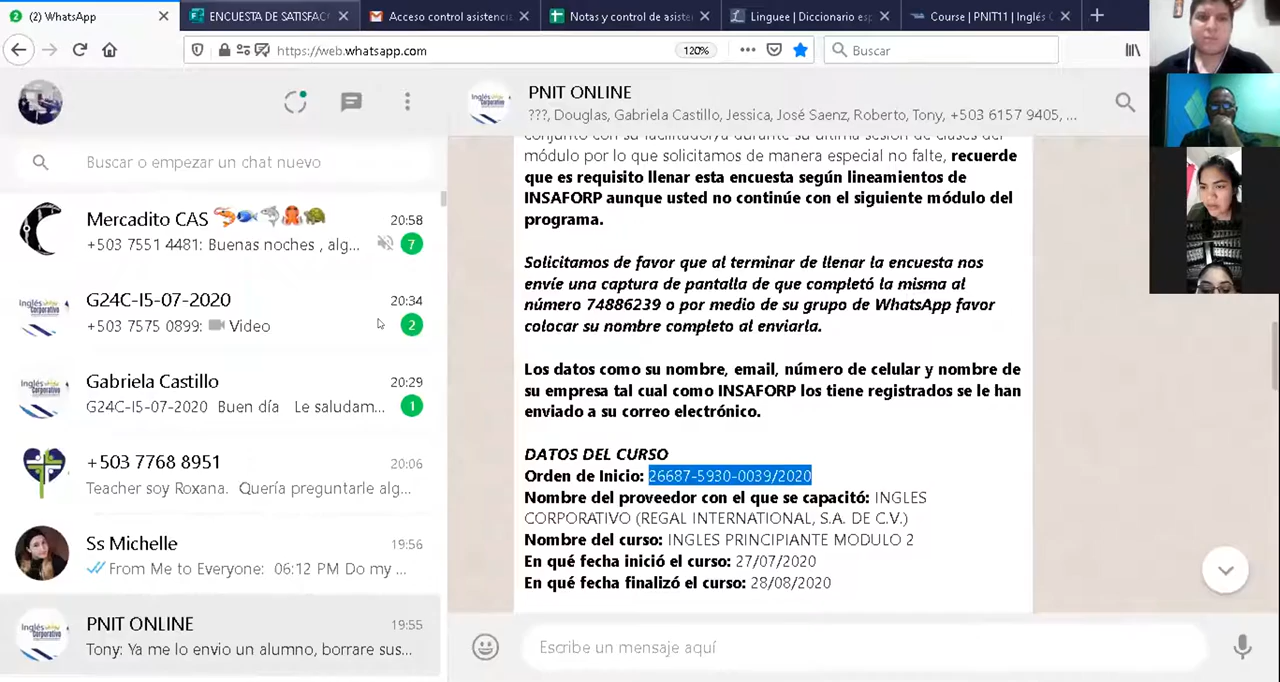 (2) WhatsApp
ENCUESTA DE SATISFAC
Acceso control asistenci
Notas y control de asiste
Linguee | Diccionario esp
Course | PNIT11 | Inglés
https://web.whatsapp.com
120%
Buscar
PNIT ONLINE
???, Douglas, Gabriela Castillo, Jessica, José Saenz, Roberto, Tony, +503 6157 9405, ...
Buscar o empezar un chat nuevo
Mercadito CAS 20:58
+503 7551 4481: Buenas noches , alg... 7
G24C-I5-07-2020 20:34
+503 7575 0899: Video 2
Gabriela Castillo 20:29
G24C-I5-07-2020 Buen día Le saludam... 1
+503 7768 8951 20:06
Teacher soy Roxana. Quería preguntarle alg...
Ss Michelle 19:56
From Me to Everyone: 06:12 PM Do my ...
PNIT ONLINE 19:55
Tony: Ya me lo envio un alumno, borrare sus...
conjunto con su facilitador/a durante su última sesión de clases del
módulo por lo que solicitamos de manera especial no falte, recuerde
que es requisito llenar esta encuesta según lineamientos de
INSAFORP aunque usted no continúe con el siguiente módulo del
programa.
Solicitamos de favor que al terminar de llenar la encuesta nos
envíe una captura de pantalla de que completó la misma al
número 74886239 o por medio de su grupo de WhatsApp favor
colocar su nombre completo al enviarla.
Los datos como su nombre, email, número de celular y nombre de
su empresa tal cual como INSAFORP los tiene registrados se le han
enviado a su correo electrónico.
DATOS DEL CURSO
Orden de Inicio: 26687-5930-0039/2020
Nombre del proveedor con el que se capacitó: INGLES
CORPORATIVO (REGAL INTERNATIONAL, S.A. DE C.V.)
Nombre del curso: INGLES PRINCIPIANTE MODULO 2
En qué fecha inició el curso: 27/07/2020
En qué fecha finalizó el curso: 28/08/2020
Escribe un mensaje aquí